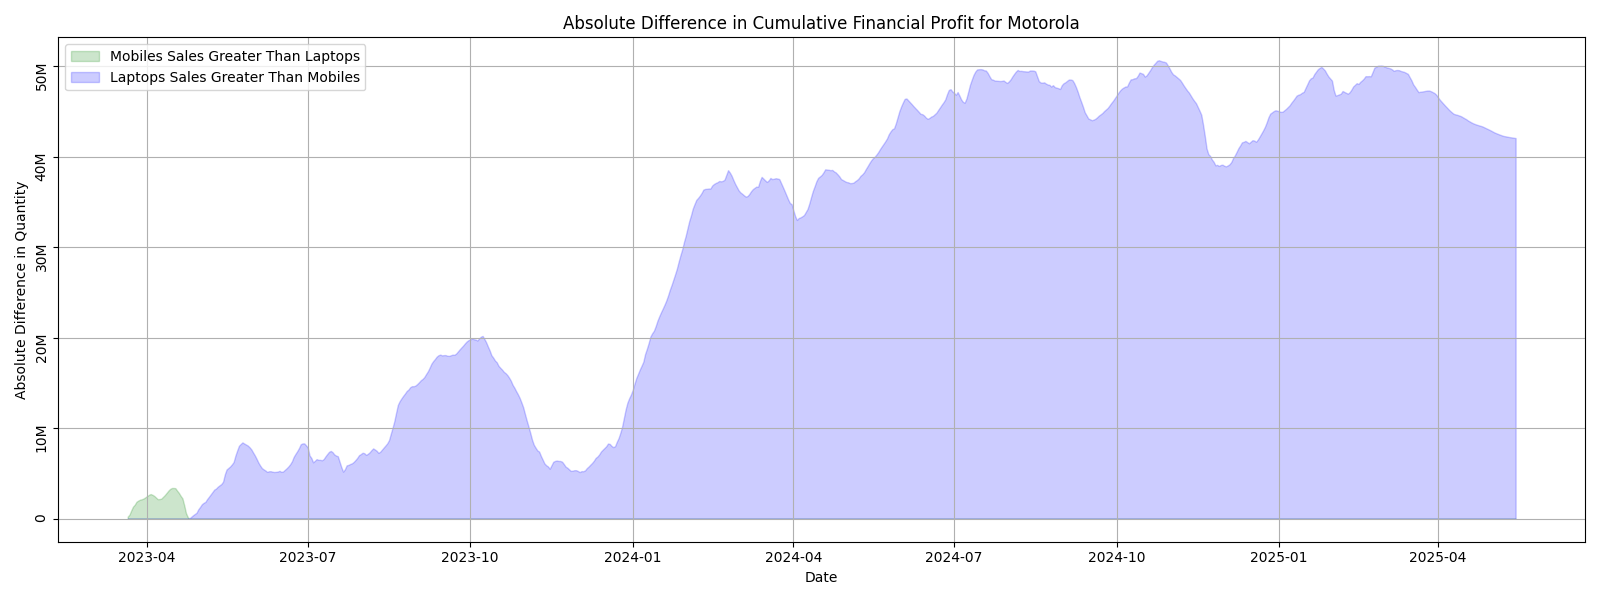 Absolute Difference in Cumulative Financial Profit for Motorola
Mobiles Sales Greater Than Laptops
Laptops Sales Greater Than Mobiles
Absolute Difference in Quantity
50M
40M
30M
20M
10M
0
2023-04 2023-07 2023-10 2024-01 2024-04 2024-07 2024-10 2025-01 2025-04
Date